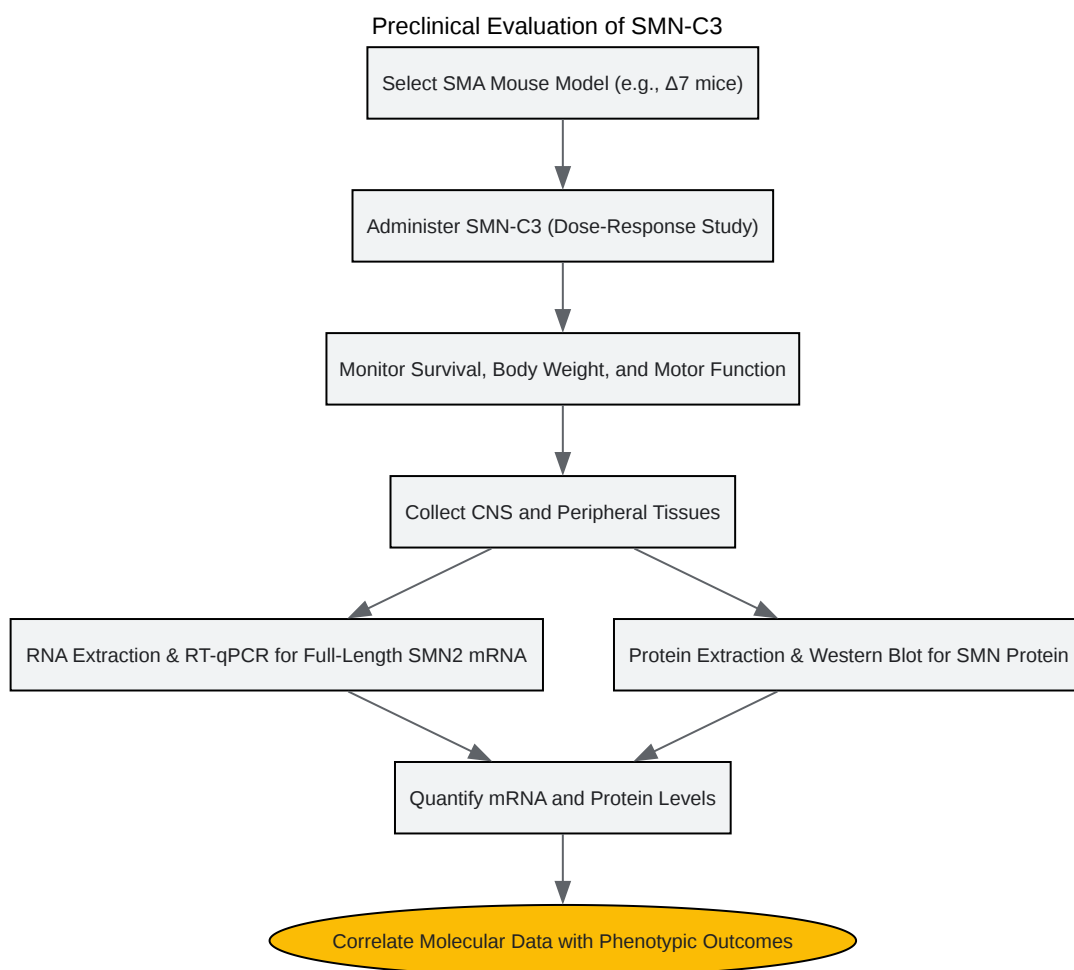 Preclinical Evaluation of SMN-C3
Select SMA Mouse Model (e.g., Δ7 mice)
Administer SMN-C3 (Dose-Response Study)
Monitor Survival, Body Weight, and Motor Function
Collect CNS and Peripheral Tissues
RNA Extraction & RT-qPCR for Full-Length SMN2 mRNA
Protein Extraction & Western Blot for SMN Protein
Quantify mRNA and Protein Levels
Correlate Molecular Data with Phenotypic Outcomes